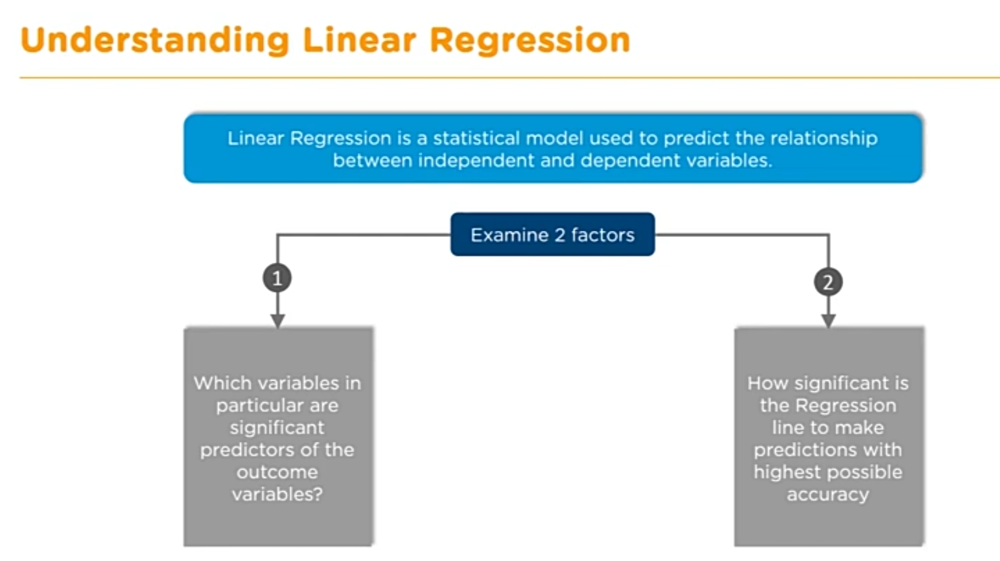 Understanding Linear Regression
Linear Regression is a statistical model used to predict the relationship
between independent and dependent variables.
Examine 2 factors
1
2
Which variables in
particular are
significant
predictors of the
outcome
variables?
How significant is
the Regression
line to make
predictions with
highest possible
accuracy